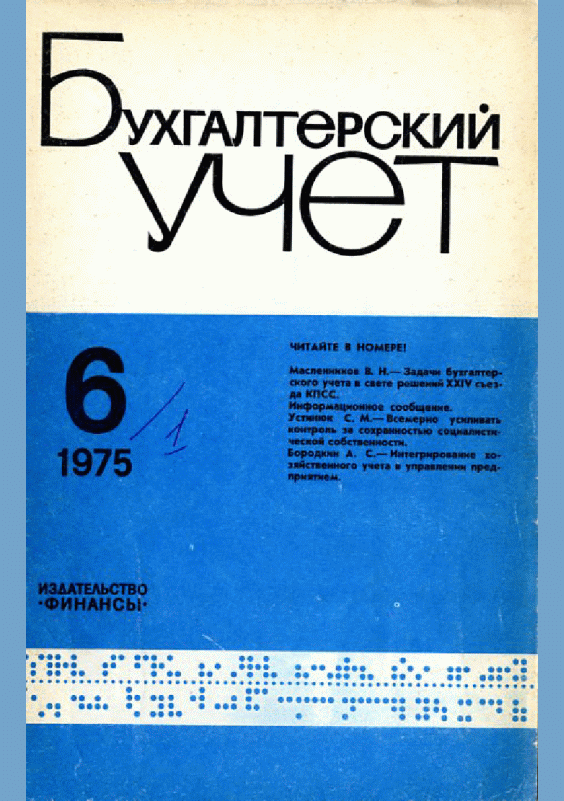 Бухгалтерский
учет
6
/1
1975
ЧИТАЙТЕ В НОМЕРЕ!
Масленников В. Н.— Задачи бухгалтер-
ского учета в свете решений XXIV съез-
да КПСС.
Информационное сообщение.
Устинюк С. М.— Всемерно усиливать
контроль за сохранностью социалисти-
ческой собственности.
Бородкин А. С.— Интегрирование хо-
зяйственного учета в управлении пред-
приятием.
ИЗДАТЕЛЬСТВО
·ФИНАНСЫ·